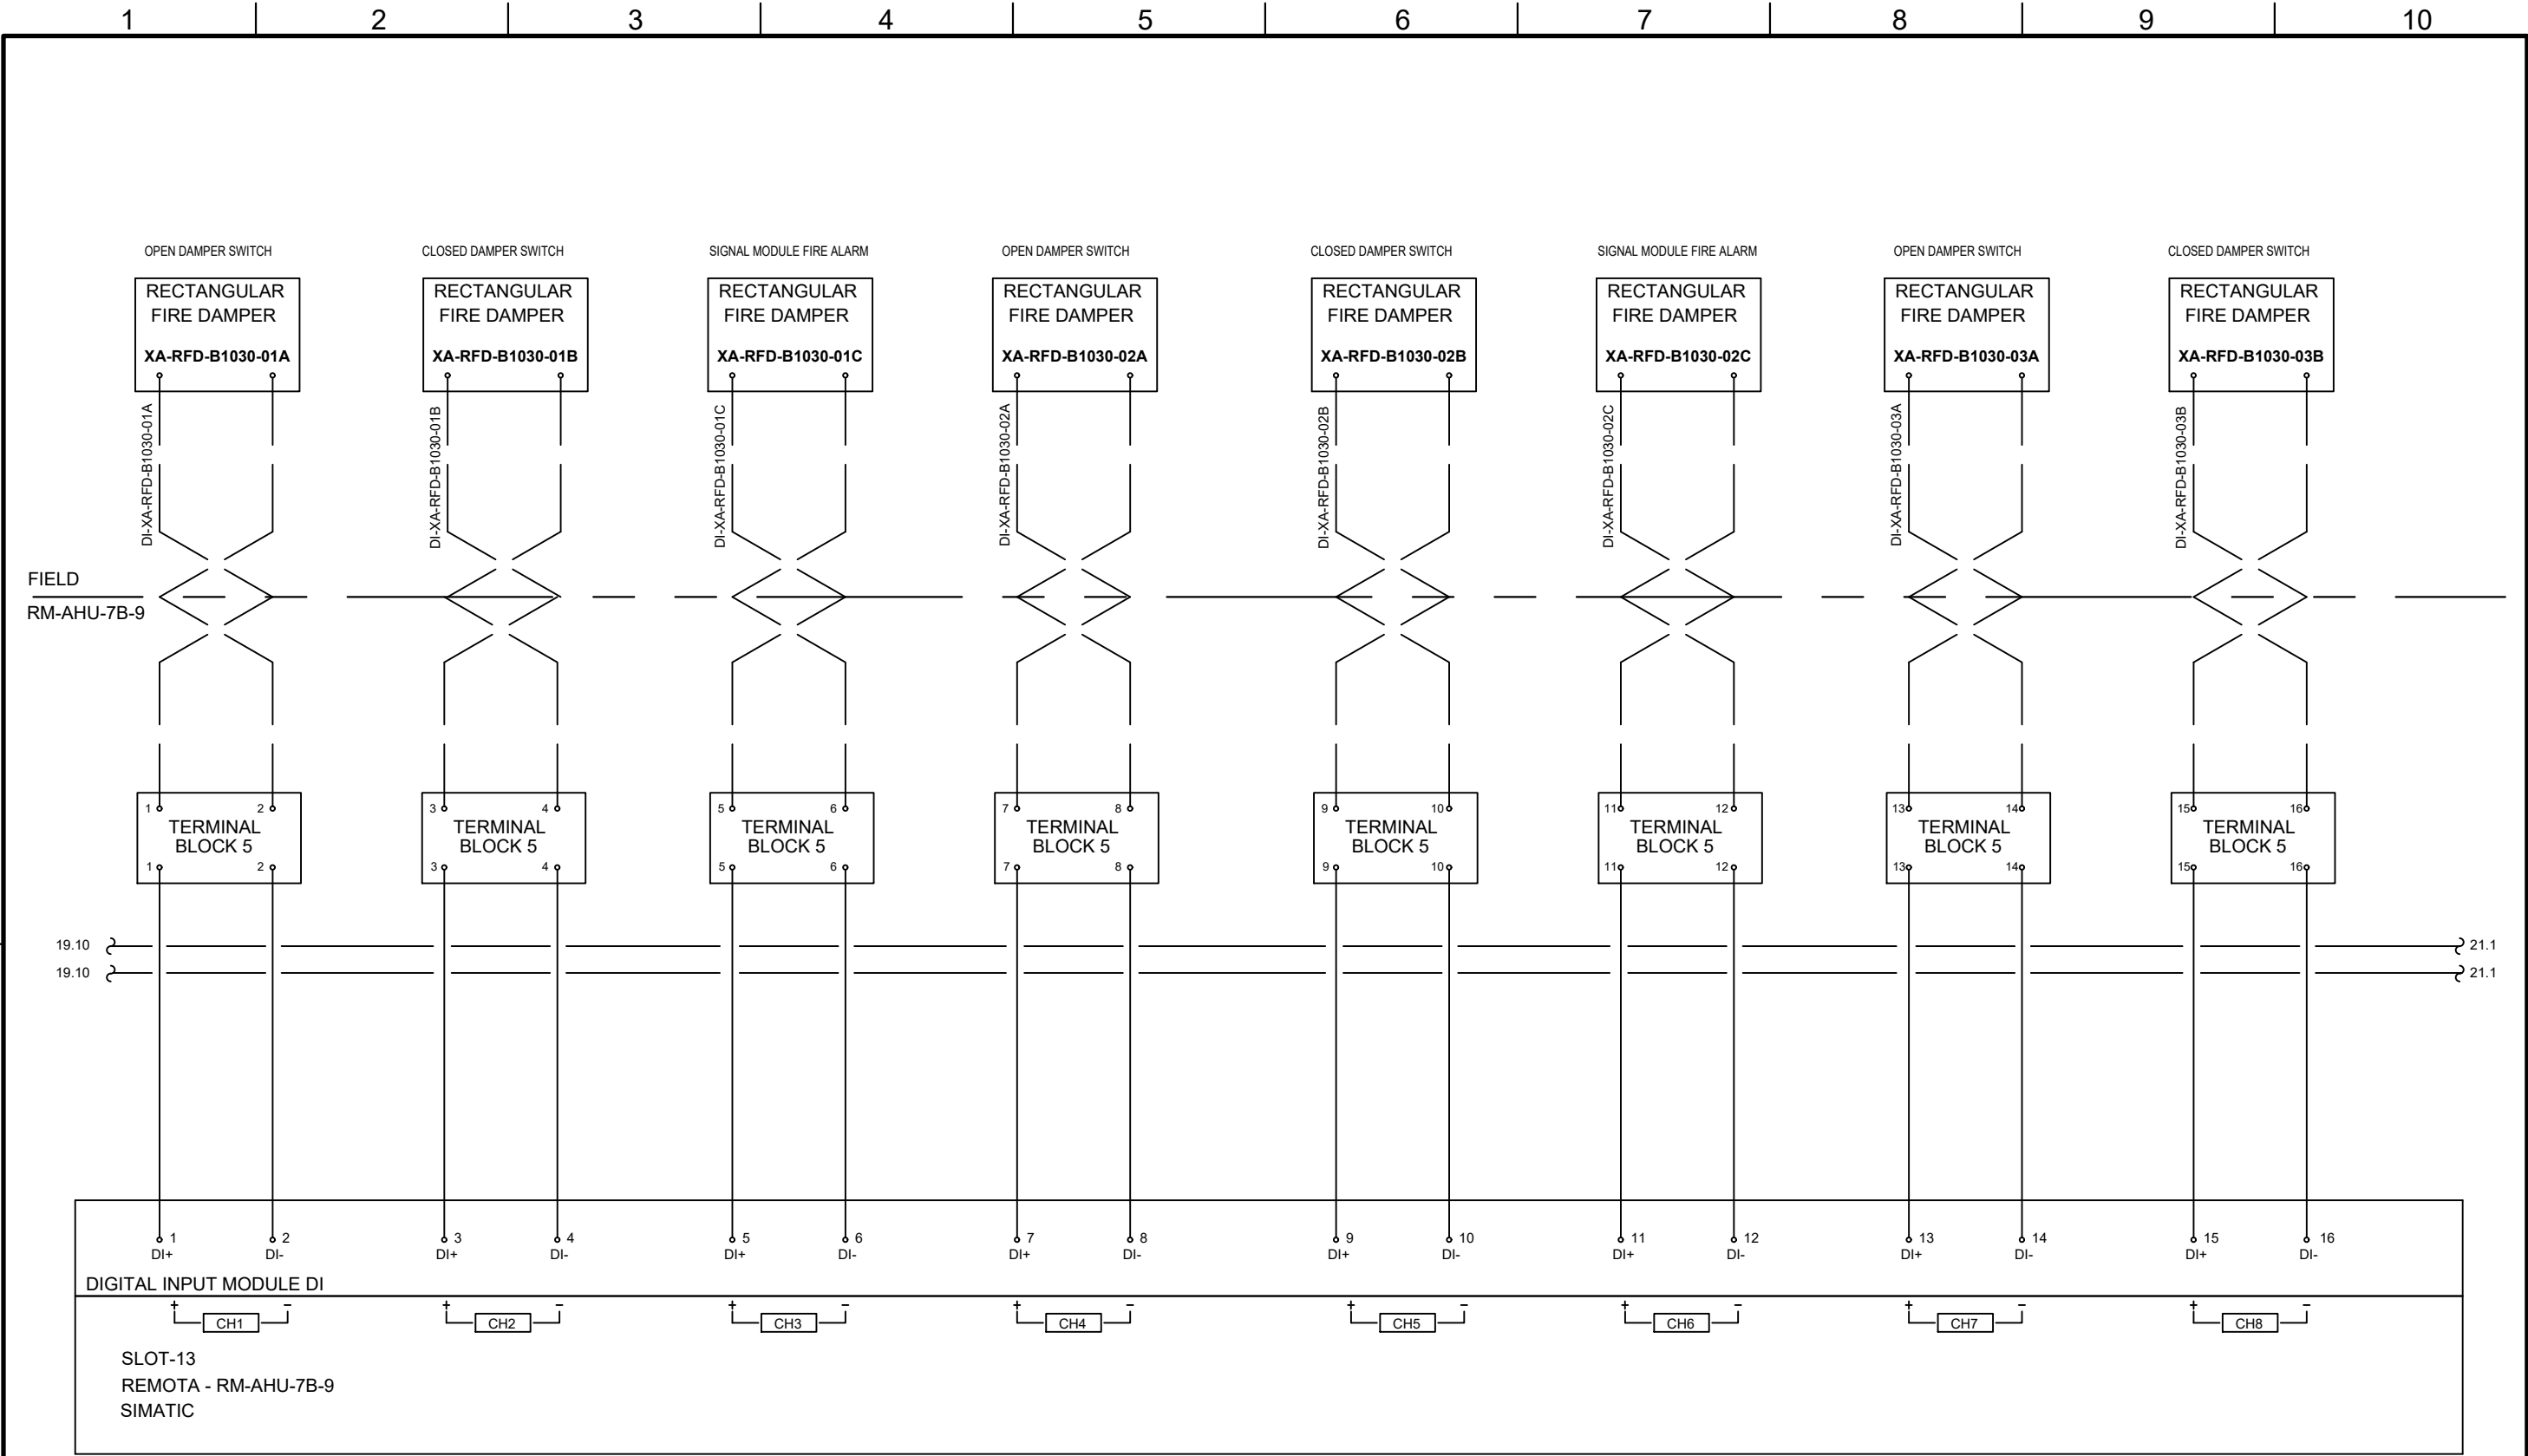 1 2 3 4 5 6 7 8 9 10
OPEN DAMPER SWITCH CLOSED DAMPER SWITCH SIGNAL MODULE FIRE ALARM OPEN DAMPER SWITCH CLOSED DAMPER SWITCH SIGNAL MODULE FIRE ALARM OPEN DAMPER SWITCH CLOSED DAMPER SWITCH
RECTANGULAR RECTANGULAR RECTANGULAR RECTANGULAR RECTANGULAR RECTANGULAR RECTANGULAR RECTANGULAR
FIRE DAMPER FIRE DAMPER FIRE DAMPER FIRE DAMPER FIRE DAMPER FIRE DAMPER FIRE DAMPER FIRE DAMPER
XA-RFD-B1030-01A XA-RFD-B1030-01B XA-RFD-B1030-01C XA-RFD-B1030-02A XA-RFD-B1030-02B XA-RFD-B1030-02C XA-RFD-B1030-03A XA-RFD-B1030-03B
DI-XA-RFD-B1030-01A DI-XA-RFD-B1030-01B DI-XA-RFD-B1030-01C DI-XA-RFD-B1030-02A DI-XA-RFD-B1030-02B DI-XA-RFD-B1030-02C DI-XA-RFD-B1030-03A DI-XA-RFD-B1030-03B
FIELD
RM-AHU-7B-9
1 2 3 4 5 6 7 8 9 10 11 12 13 14 15 16
TERMINAL TERMINAL TERMINAL TERMINAL TERMINAL TERMINAL TERMINAL TERMINAL
BLOCK 5 BLOCK 5 BLOCK 5 BLOCK 5 BLOCK 5 BLOCK 5 BLOCK 5 BLOCK 5
1 2 3 4 5 6 7 8 9 10 11 12 13 14 15 16
19.10 21.1
19.10 21.1
1 2 3 4 5 6 7 8 9 10 11 12 13 14 15 16
DI+ DI- DI+ DI- DI+ DI- DI+ DI- DI+ DI- DI+ DI- DI+ DI- DI+ DI-
DIGITAL INPUT MODULE DI
+ − + − + − + − + − + − + − + −
CH1 CH2 CH3 CH4 CH5 CH6 CH7 CH8
SLOT-13
REMOTA - RM-AHU-7B-9
SIMATIC